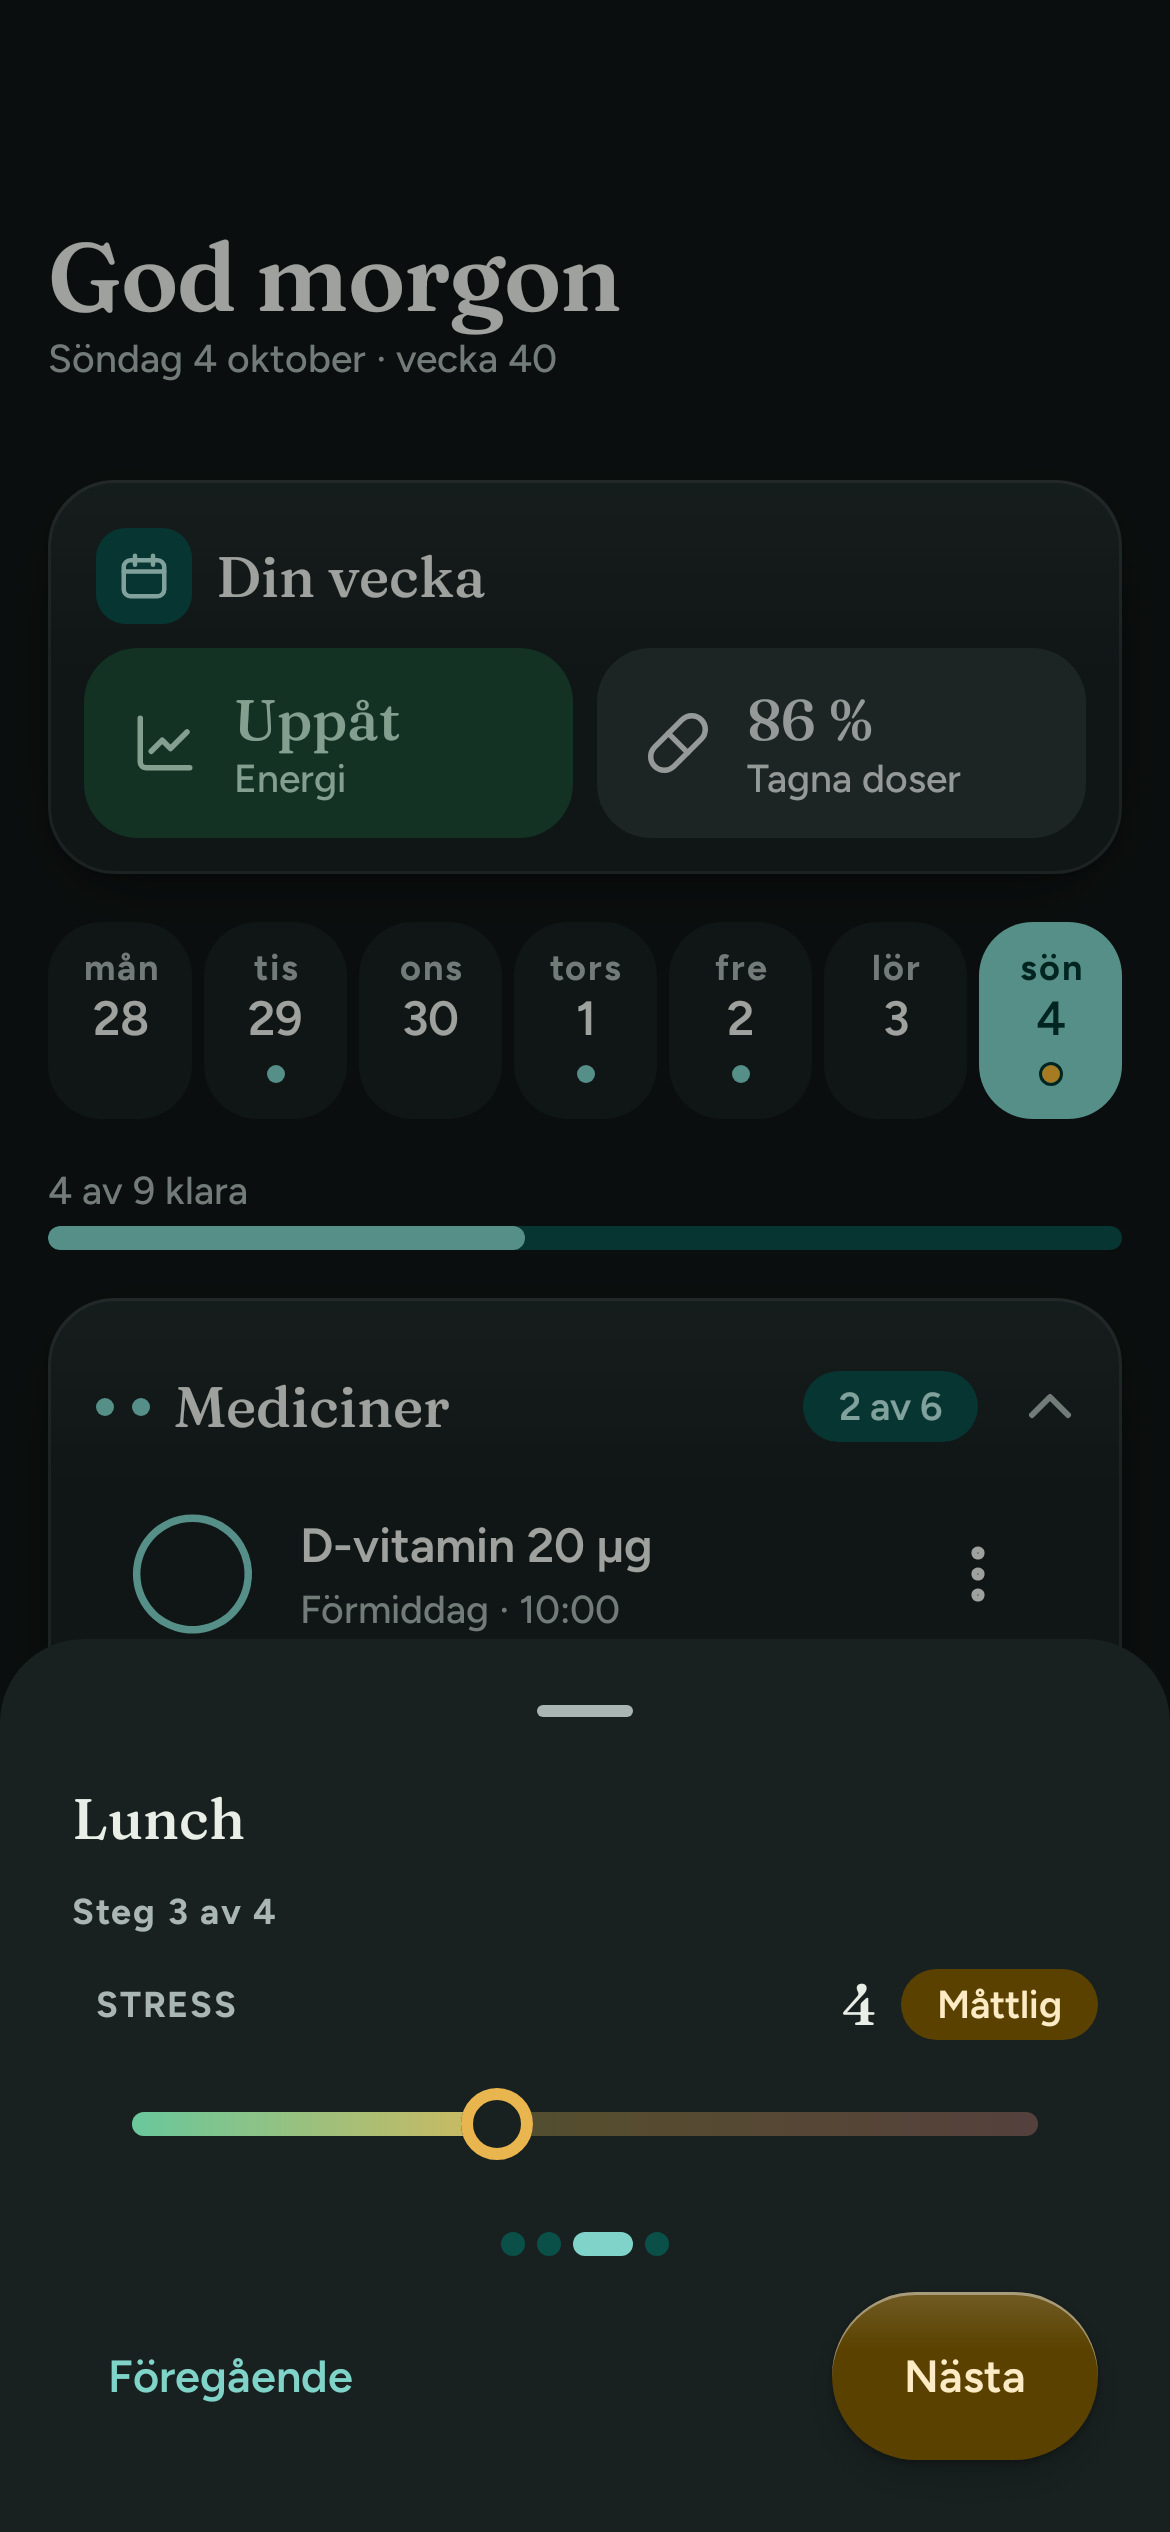 God morgon
Söndag 4 oktober · vecka 40
Din vecka
Uppåt
Energi
86 %
Tagna doser
mån tis ons tors fre lör sön
28 29 30 1 2 3 4
4 av 9 klara
Mediciner 2 av 6
D-vitamin 20 µg
Förmiddag · 10:00
Lunch
Steg 3 av 4
STRESS 4 Måttlig
Föregående Nästa